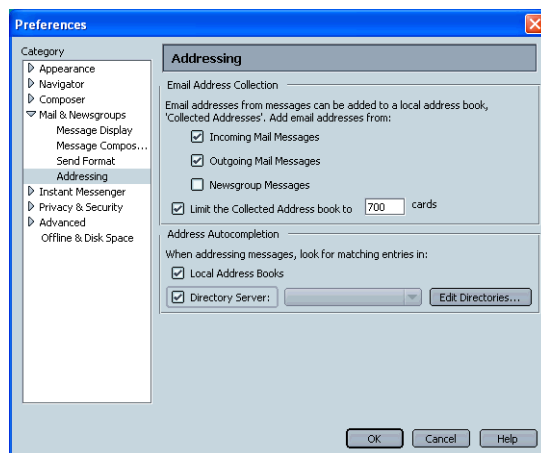 Preferences
Category
Appearance
Navigator
Composer
Mail & Newsgroups
Message Display
Message Compos...
Send Format
Addressing
Instant Messenger
Privacy & Security
Advanced
Offline & Disk Space
Addressing
Email Address Collection
Email addresses from messages can be added to a local address book,
'Collected Addresses'. Add email addresses from:
Incoming Mail Messages
Outgoing Mail Messages
Newsgroup Messages
Limit the Collected Address book to 700 cards
Address Autocompletion
When addressing messages, look for matching entries in:
Local Address Books
Directory Server: Edit Directories...
OK Cancel Help